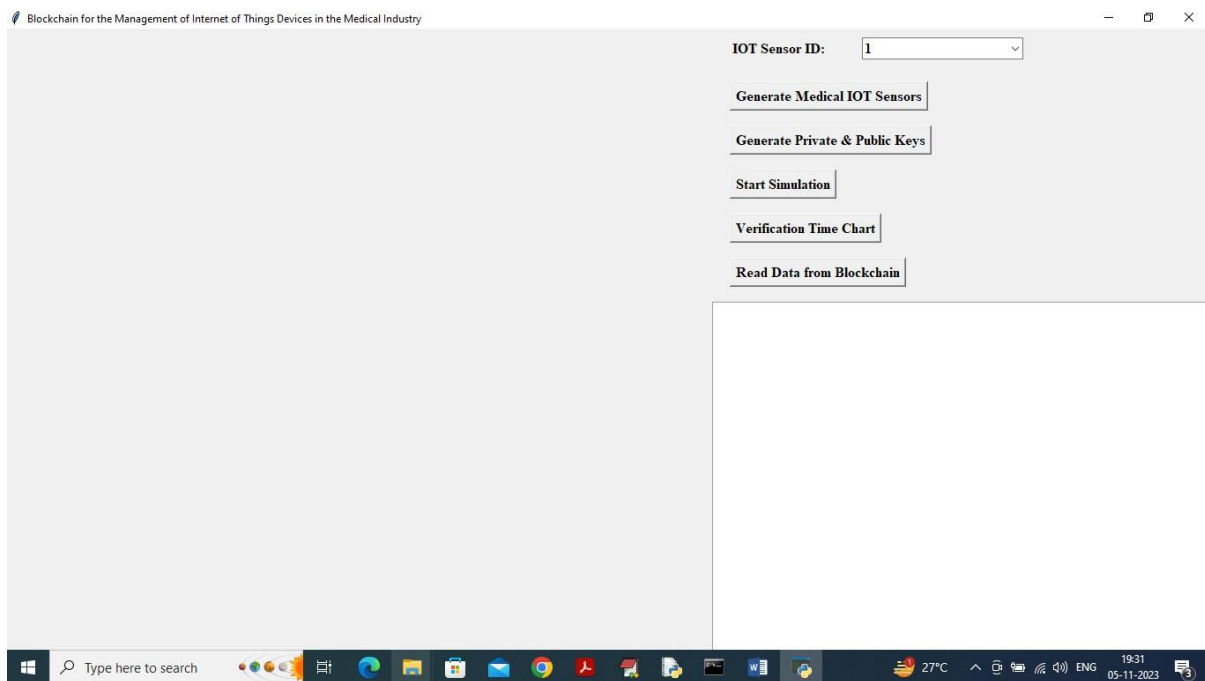 Blockchain for the Management of Internet of Things Devices in the Medical Industry
IOT Sensor ID: 1
Generate Medical IOT Sensors
Generate Private & Public Keys
Start Simulation
Verification Time Chart
Read Data from Blockchain
Type here to search 27°C ENG 19:31
05-11-2023 3